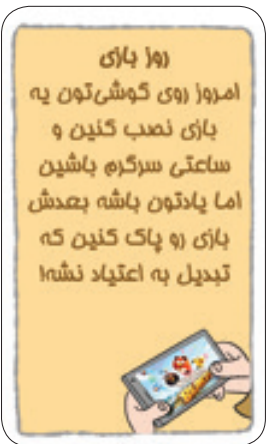 روز بازی
امروز روی گوشی‌تون یه
بازی نصب کنین و
ساعتی سرگرم باشین
اما یادتون باشه بعدش
بازی رو پاک کنین که
تبدیل به اعتیاد نشه!